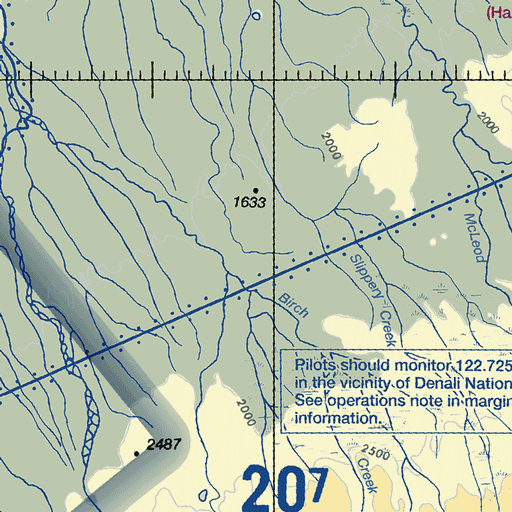 (Ha
2000
2000
1633
McLeod
Slippery Creek
Birch
Pilots should monitor 122.725
in the vicinity of Denali Nation
See operations note in margin
information.
2000
2487
2500
Creek
20⁷